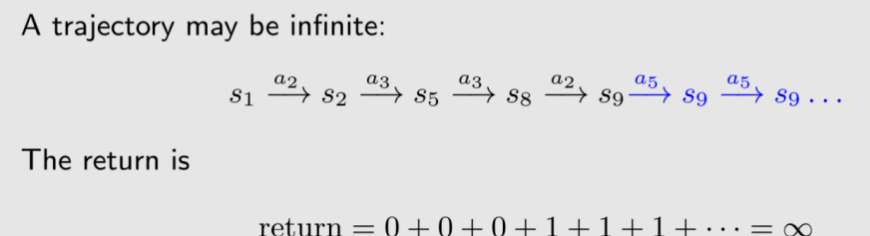 A trajectory may be infinite:
s₁ —a₂→ s₂ —a₃→ s₅ —a₃→ s₈ —a₂→ s₉ —a₅→ s₉ —a₅→ s₉ ...
The return is
return = 0 + 0 + 0 + 1 + 1 + 1 + ⋯ = ∞